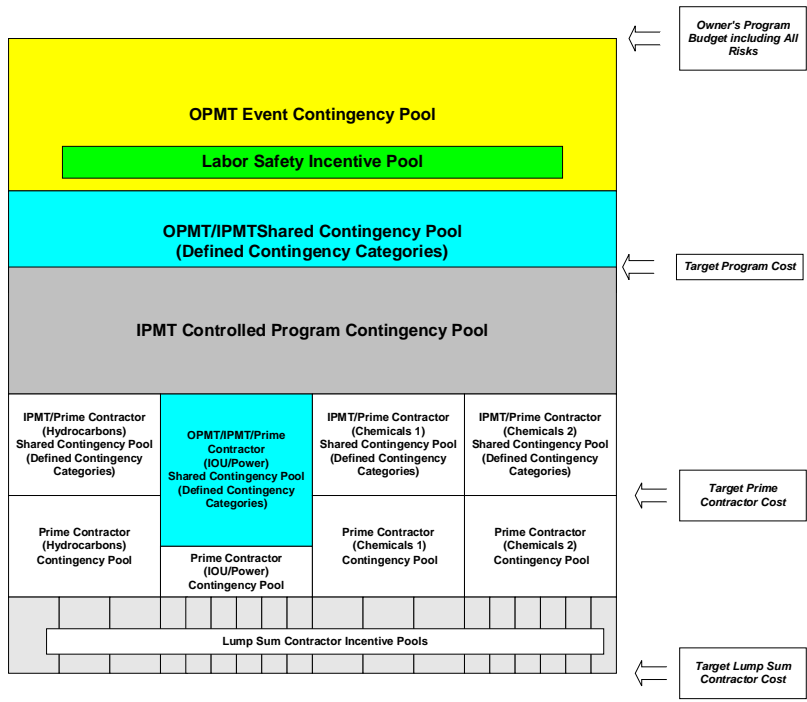 Owner's Program
Budget including All
Risks
OPMT Event Contingency Pool
Labor Safety Incentive Pool
OPMT/IPMTShared Contingency Pool
(Defined Contingency Categories)
Target Program Cost
IPMT Controlled Program Contingency Pool
IPMT/Prime Contractor
(Hydrocarbons)
Shared Contingency Pool
(Defined Contingency
Categories)
OPMT/IPMT/Prime
Contractor
(IOU/Power)
Shared Contingency Pool
(Defined Contingency
Categories)
IPMT/Prime Contractor
(Chemicals 1)
Shared Contingency Pool
(Defined Contingency
Categories)
IPMT/Prime Contractor
(Chemicals 2)
Shared Contingency Pool
(Defined Contingency
Categories)
Target Prime
Contractor Cost
Prime Contractor
(Hydrocarbons)
Contingency Pool
Prime Contractor
(IOU/Power)
Contingency Pool
Prime Contractor
(Chemicals 1)
Contingency Pool
Prime Contractor
(Chemicals 2)
Contingency Pool
Lump Sum Contractor Incentive Pools
Target Lump Sum
Contractor Cost